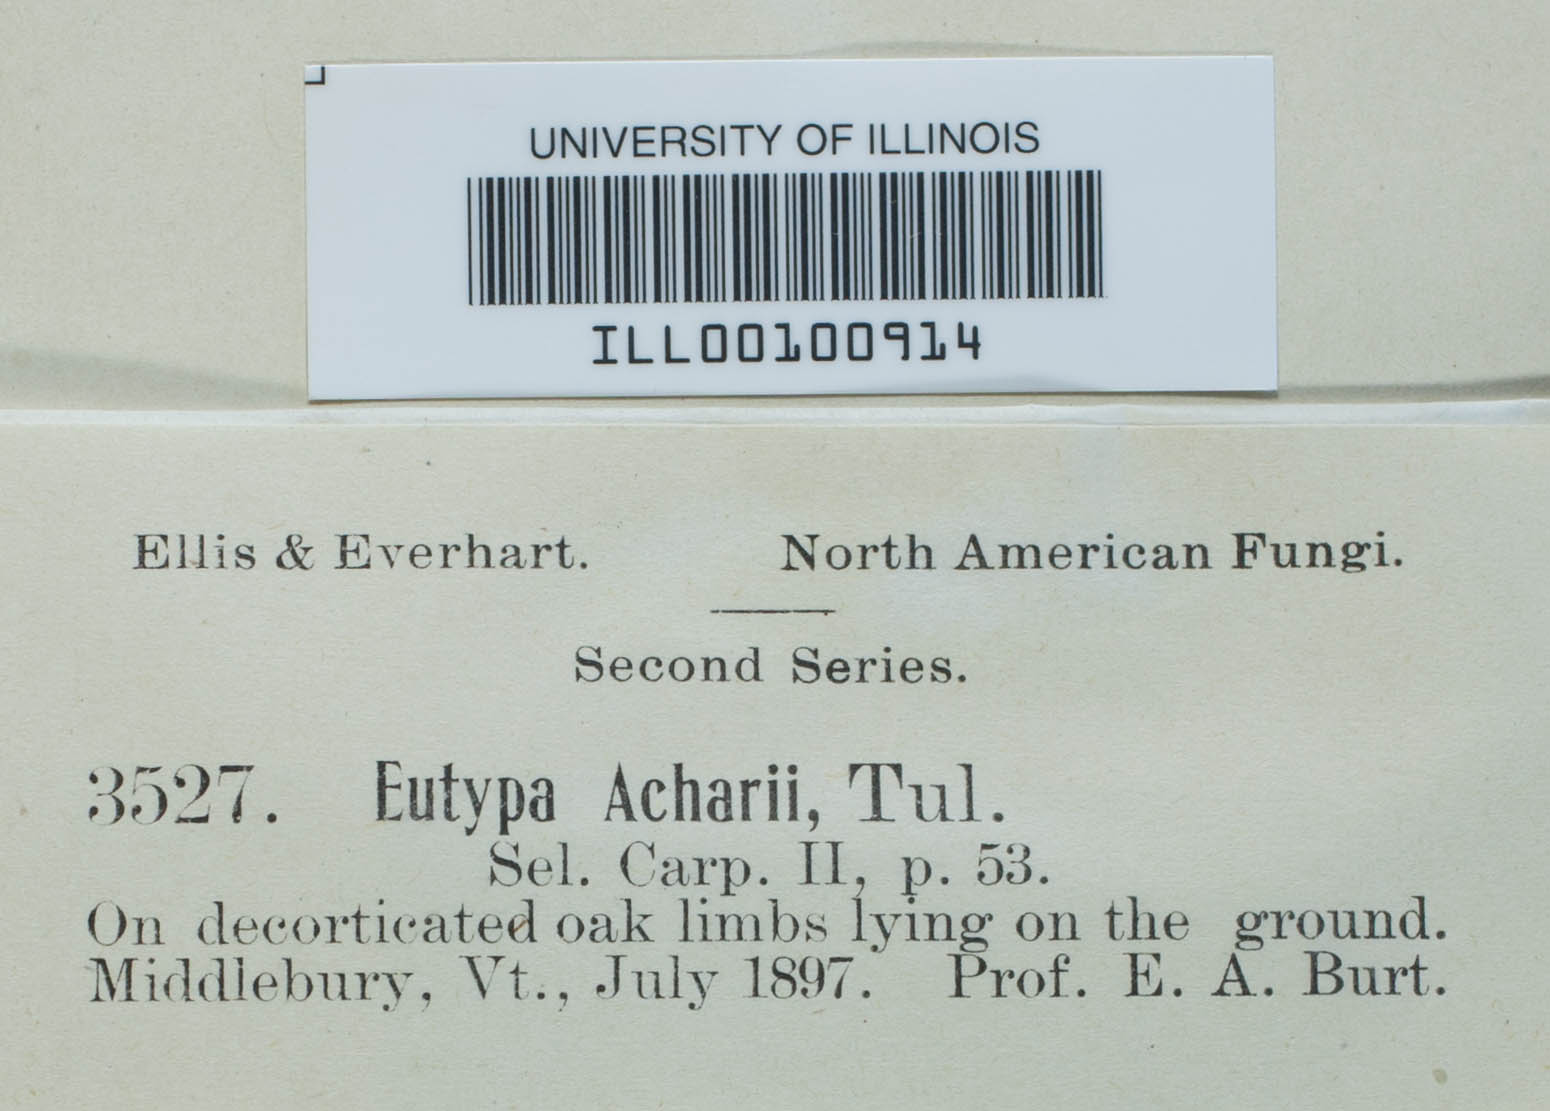 UNIVERSITY OF ILLINOIS
ILL00100914
Ellis & Everhart. North American Fungi.
Second Series.
3527. Eutypa Acharii, Tul.
Sel. Carp. II, p. 53.
On decorticated oak limbs lying on the ground.
Middlebury, Vt., July 1897. Prof. E. A. Burt.